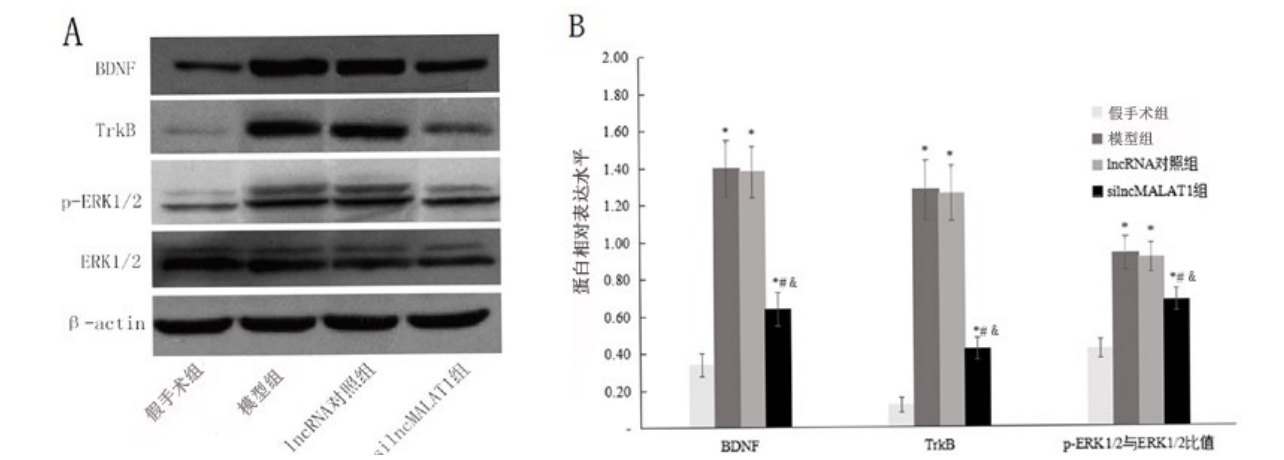 A
BDNF
TrkB
p-ERK1/2
ERK1/2
β-actin
假手术组
模型组
lncRNA对照组
silncMALAT1组
B
蛋白相对表达水平
2.00
1.80
1.60
1.40
1.20
1.00
0.80
0.60
0.40
0.20
-
* *
*# &
* *
*# &
* *
*# &
假手术组
模型组
lncRNA对照组
silncMALAT1组
BDNF
TrkB
p-ERK1/2与ERK1/2比值